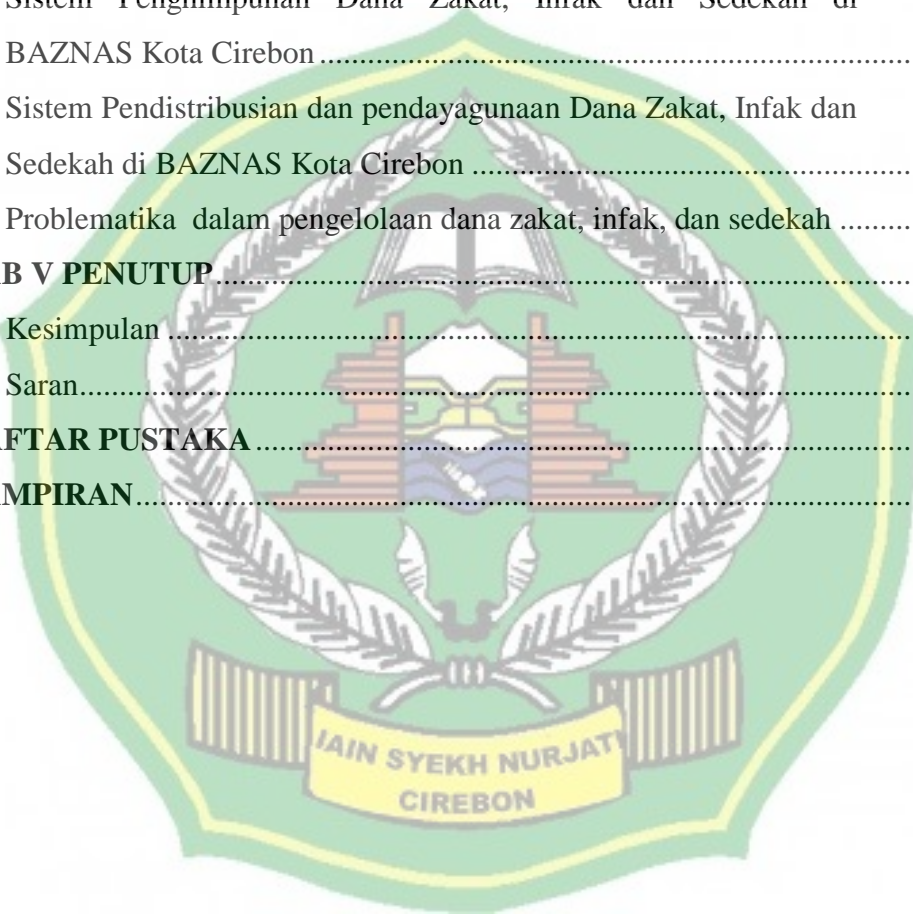 Sistem Penghimpunan Dana Zakat, Infak dan Sedekah di
BAZNAS Kota Cirebon ................................................................
Sistem Pendistribusian dan pendayagunaan Dana Zakat, Infak dan
Sedekah di BAZNAS Kota Cirebon ................................................
Problematika dalam pengelolaan dana zakat, infak, dan sedekah .........
B V PENUTUP ................................................................
Kesimpulan ................................................................
Saran................................................................
FTAR PUSTAKA ................................................................
MPIRAN................................................................
IAIN SYEKH NURJATI
CIREBON